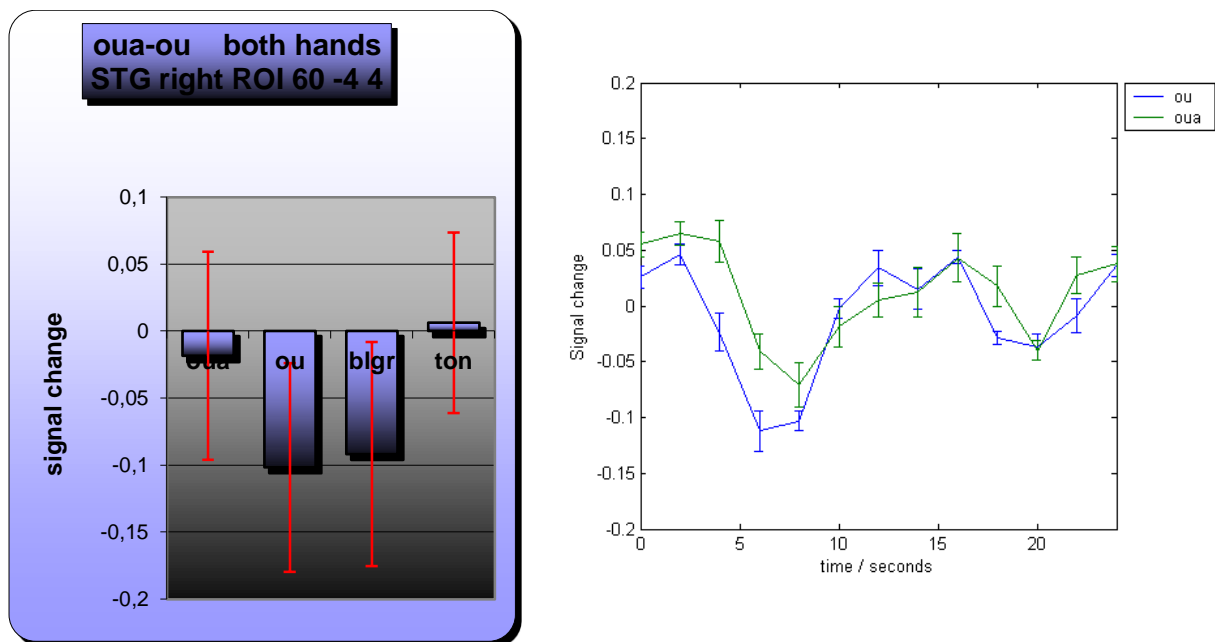 oua-ou both hands
STG right ROI 60 -4 4
signal change
0,1
0,05
0
-0,05
-0,1
-0,15
-0,2
oua
ou
blgr
ton
0.2
0.15
0.1
0.05
0
-0.05
-0.1
-0.15
-0.2
Signal change
0
5
10
15
20
time / seconds
ou
oua